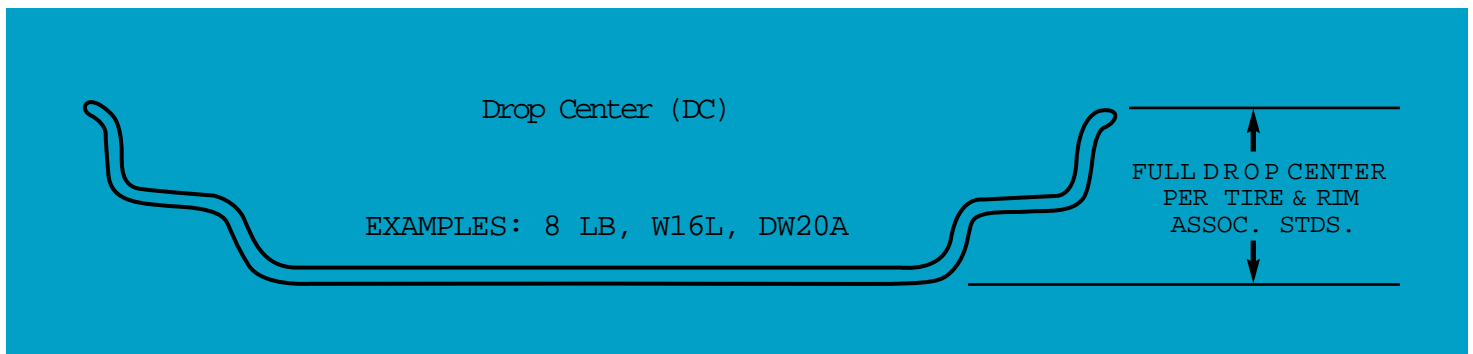 Drop Center (DC)
FULL DROP CENTER
PER TIRE & RIM
EXAMPLES: 8 LB, W16L, DW20A
ASSOC. STDS.